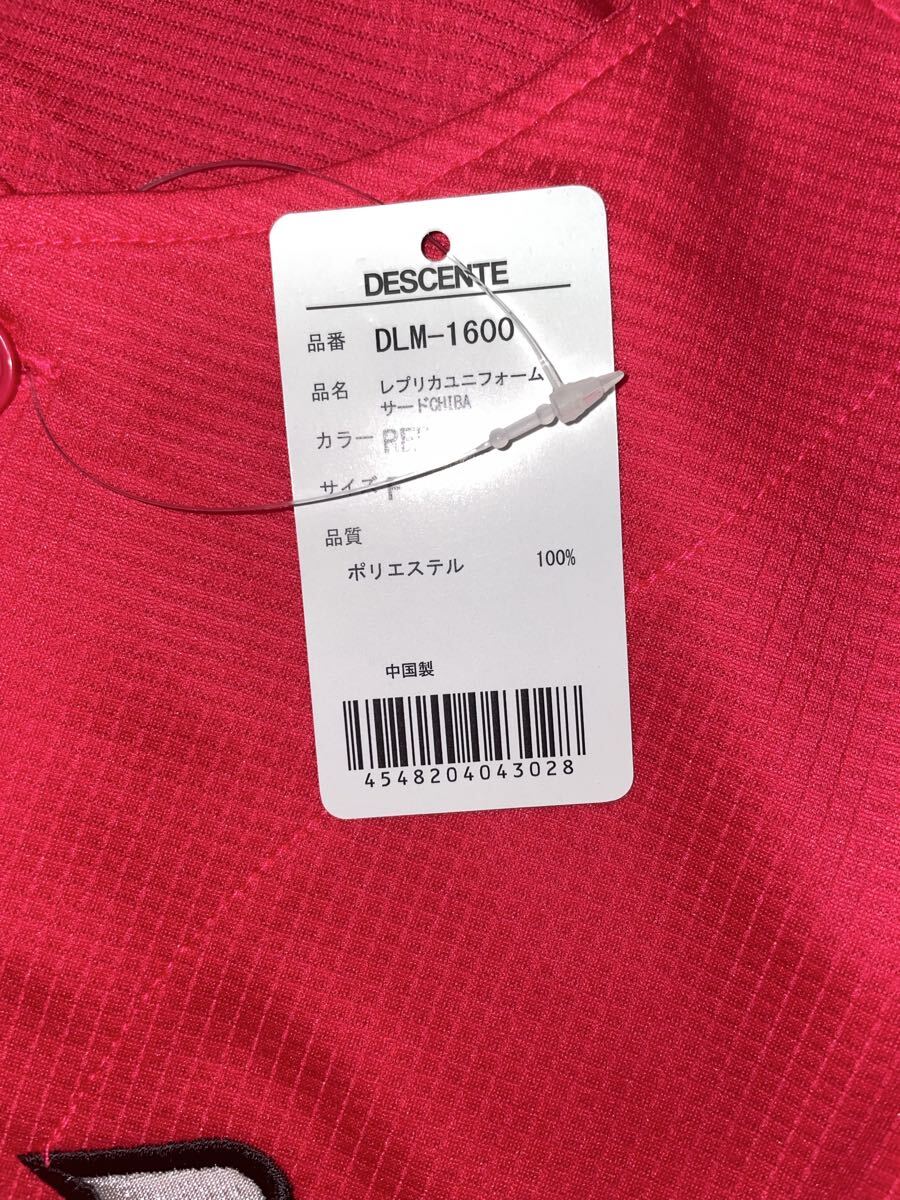 DESCENTE
品番 DLM-1600
品名 レプリカユニフォーム
サードCHIBA
カラー RED
サイズ F
品質
ポリエステル 100%
中国製
4548204043028